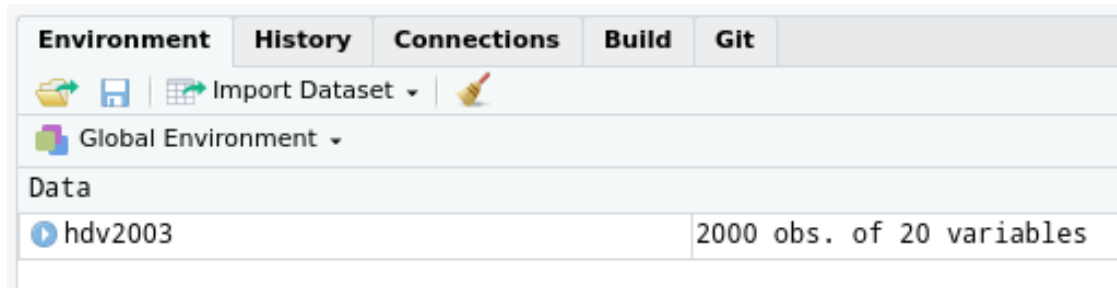 Environment History Connections Build Git
Import Dataset
Global Environment
Data
hdv2003 2000 obs. of 20 variables